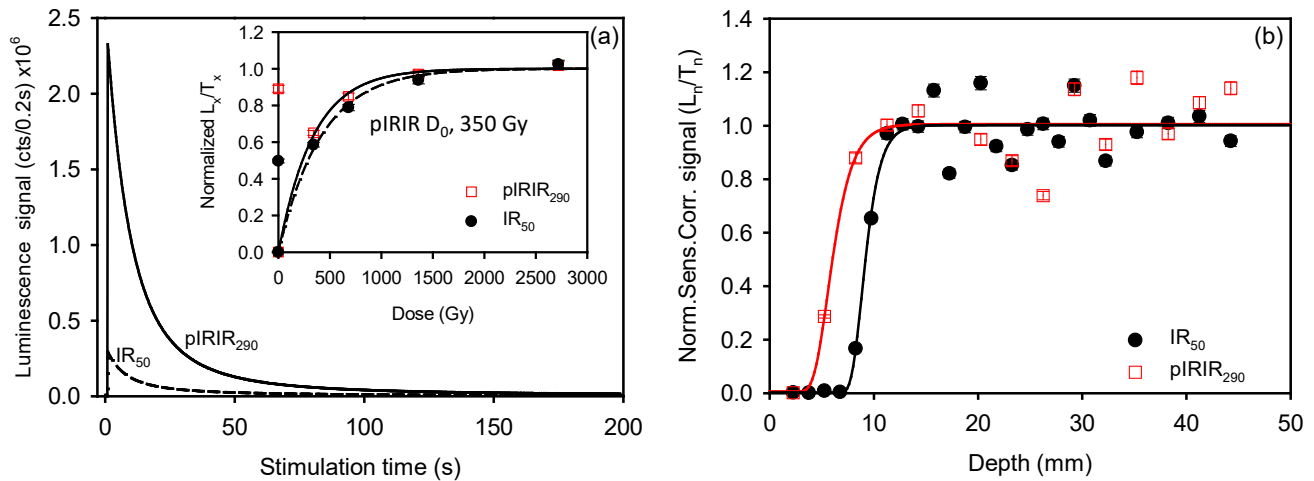 (a)
Luminescence signal (cts/0.2s) x10⁶
2.5
2.0
1.5
1.0
0.5
0.0
0
50
100
150
200
Stimulation time (s)
pIRIR₂₉₀
IR₅₀
Normalized Lₓ/Tₓ
1.2
1.0
0.8
0.6
0.4
0.2
0.0
0
500
1000
1500
2000
2500
3000
Dose (Gy)
pIRIR D₀, 350 Gy
pIRIR₂₉₀
IR₅₀
(b)
Norm.Sens.Corr. signal (Lₙ/Tₙ)
1.4
1.2
1.0
0.8
0.6
0.4
0.2
0.0
0
10
20
30
40
50
Depth (mm)
IR₅₀
pIRIR₂₉₀